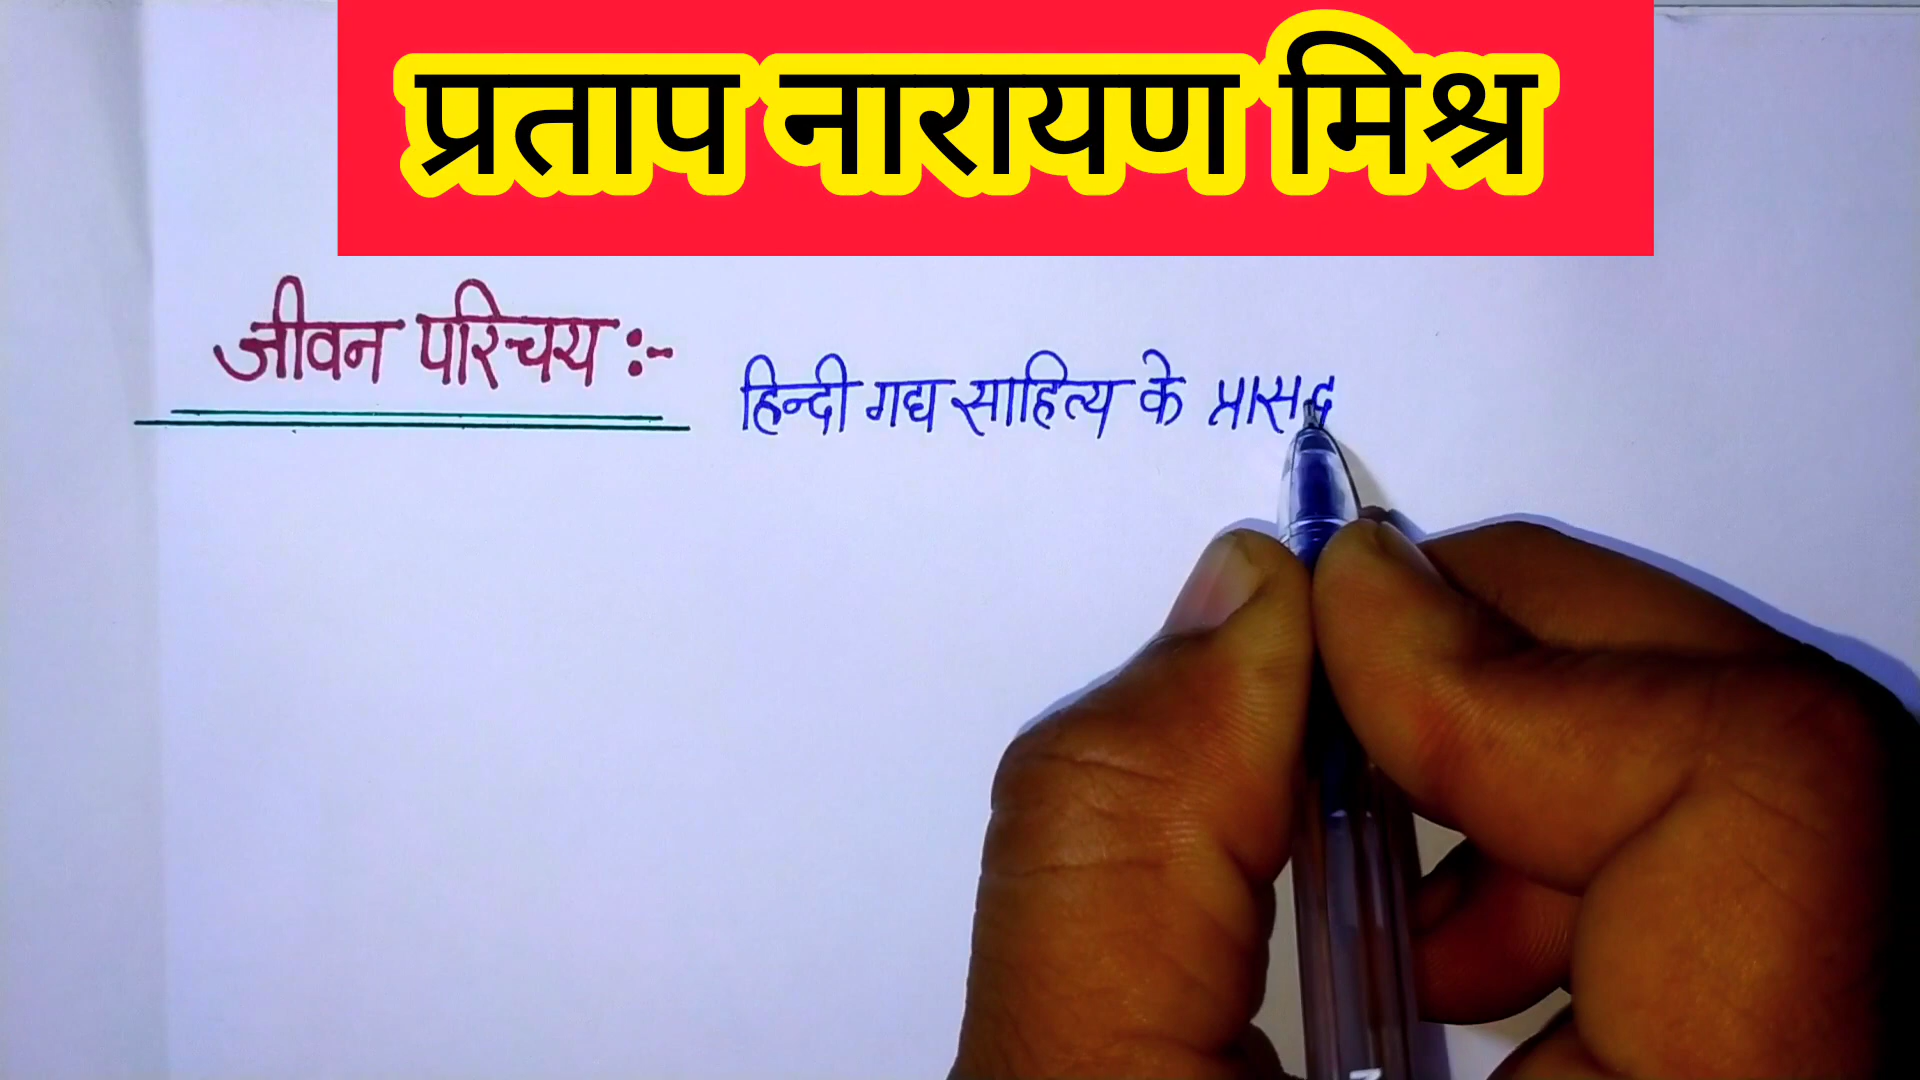 प्रताप नारायण मिश्र
जीवन परिचय :-
हिन्दी गद्य साहित्य के